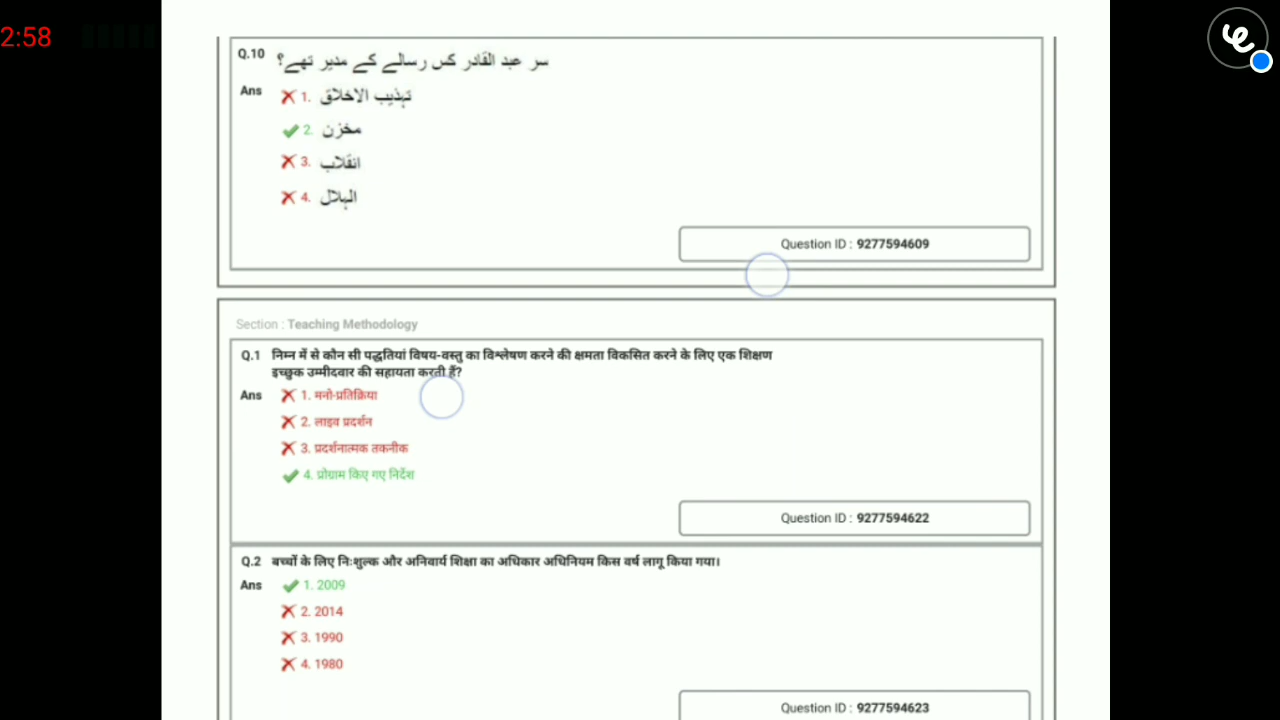 2:58
Q.10 سر عبد القادر کس رسالے کے مدیر تھے؟
Ans 1. تہذیب الاخلاق
2. مخزن
3. انقلاب
4. الہلال
Question ID : 9277594609
Section : Teaching Methodology
Q.1 निम्न में से कौन सी पद्धतियां विषय-वस्तु का विश्लेषण करने की क्षमता विकसित करने के लिए एक शिक्षण
इच्छुक उम्मीदवार की सहायता करती हैं?
Ans 1. मनो-प्रतिक्रिया
2. लाइव प्रदर्शन
3. प्रदर्शनात्मक तकनीक
4. प्रोग्राम किए गए निर्देश
Question ID : 9277594622
Q.2 बच्चों के लिए निःशुल्क और अनिवार्य शिक्षा का अधिकार अधिनियम किस वर्ष लागू किया गया।
Ans 1. 2009
2. 2014
3. 1990
4. 1980
Question ID : 9277594623